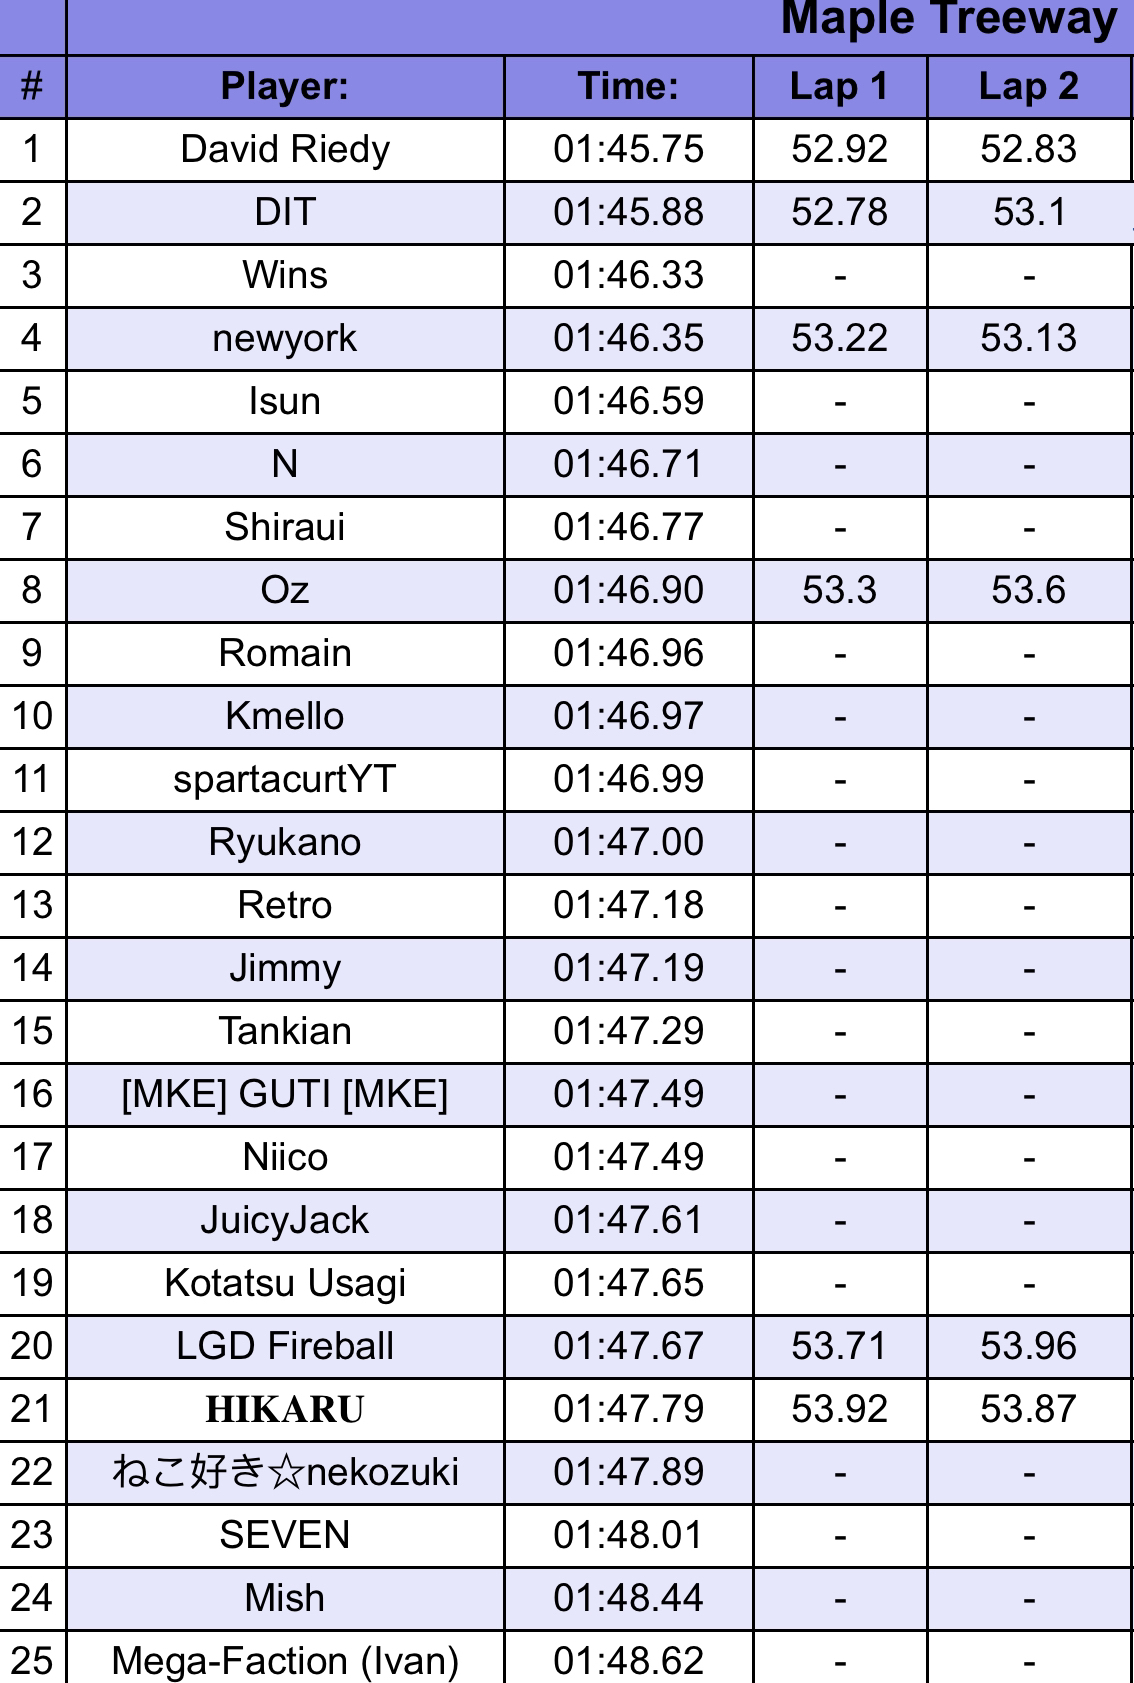 Maple Treeway
# Player: Time: Lap 1 Lap 2
1 David Riedy 01:45.75 52.92 52.83
2 DIT 01:45.88 52.78 53.1
3 Wins 01:46.33 - -
4 newyork 01:46.35 53.22 53.13
5 Isun 01:46.59 - -
6 N 01:46.71 - -
7 Shiraui 01:46.77 - -
8 Oz 01:46.90 53.3 53.6
9 Romain 01:46.96 - -
10 Kmello 01:46.97 - -
11 spartacurtYT 01:46.99 - -
12 Ryukano 01:47.00 - -
13 Retro 01:47.18 - -
14 Jimmy 01:47.19 - -
15 Tankian 01:47.29 - -
16 [MKE] GUTI [MKE] 01:47.49 - -
17 Niico 01:47.49 - -
18 JuicyJack 01:47.61 - -
19 Kotatsu Usagi 01:47.65 - -
20 LGD Fireball 01:47.67 53.71 53.96
21 HIKARU 01:47.79 53.92 53.87
22 ねこ好き☆nekozuki 01:47.89 - -
23 SEVEN 01:48.01 - -
24 Mish 01:48.44 - -
25 Mega-Faction (Ivan) 01:48.62 - -